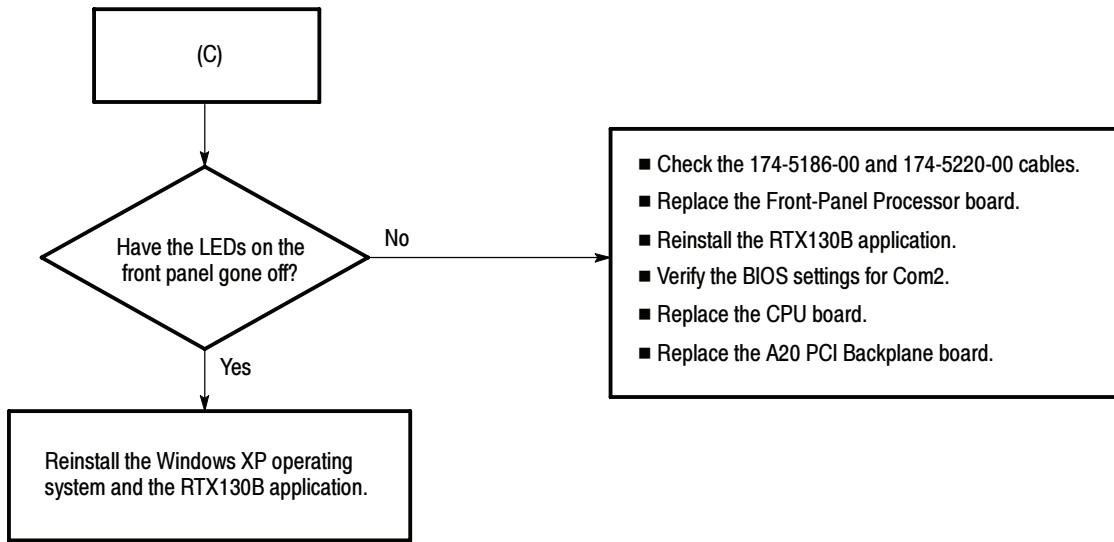 (C)
Have the LEDs on the
front panel gone off?
No
■ Check the 174-5186-00 and 174-5220-00 cables.
■ Replace the Front-Panel Processor board.
■ Reinstall the RTX130B application.
■ Verify the BIOS settings for Com2.
■ Replace the CPU board.
■ Replace the A20 PCI Backplane board.
Yes
Reinstall the Windows XP operating
system and the RTX130B application.